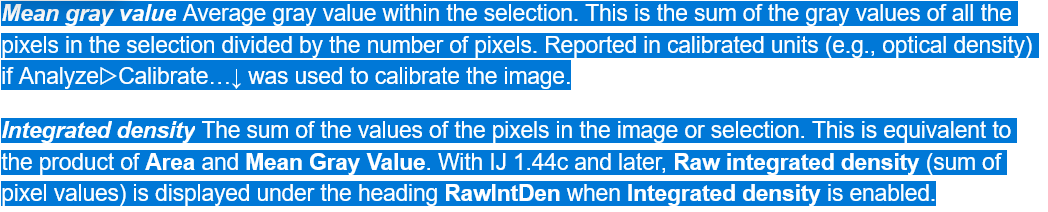 Mean gray value Average gray value within the selection. This is the sum of the gray values of all the
pixels in the selection divided by the number of pixels. Reported in calibrated units (e.g., optical density)
if Analyze▷Calibrate…↓ was used to calibrate the image.
Integrated density The sum of the values of the pixels in the image or selection. This is equivalent to
the product of Area and Mean Gray Value. With IJ 1.44c and later, Raw integrated density (sum of
pixel values) is displayed under the heading RawIntDen when Integrated density is enabled.